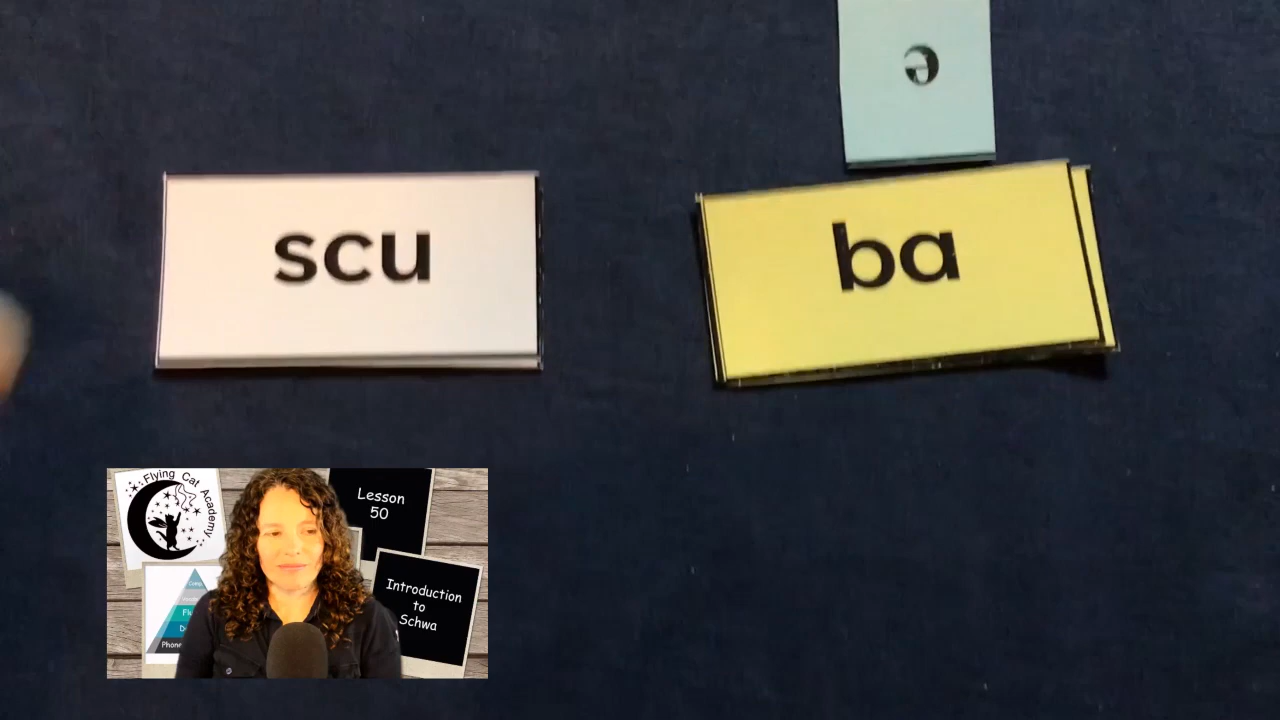 ə
scu
ba
Flying Cat Academy
Lesson
50
Introduction
to
Schwa